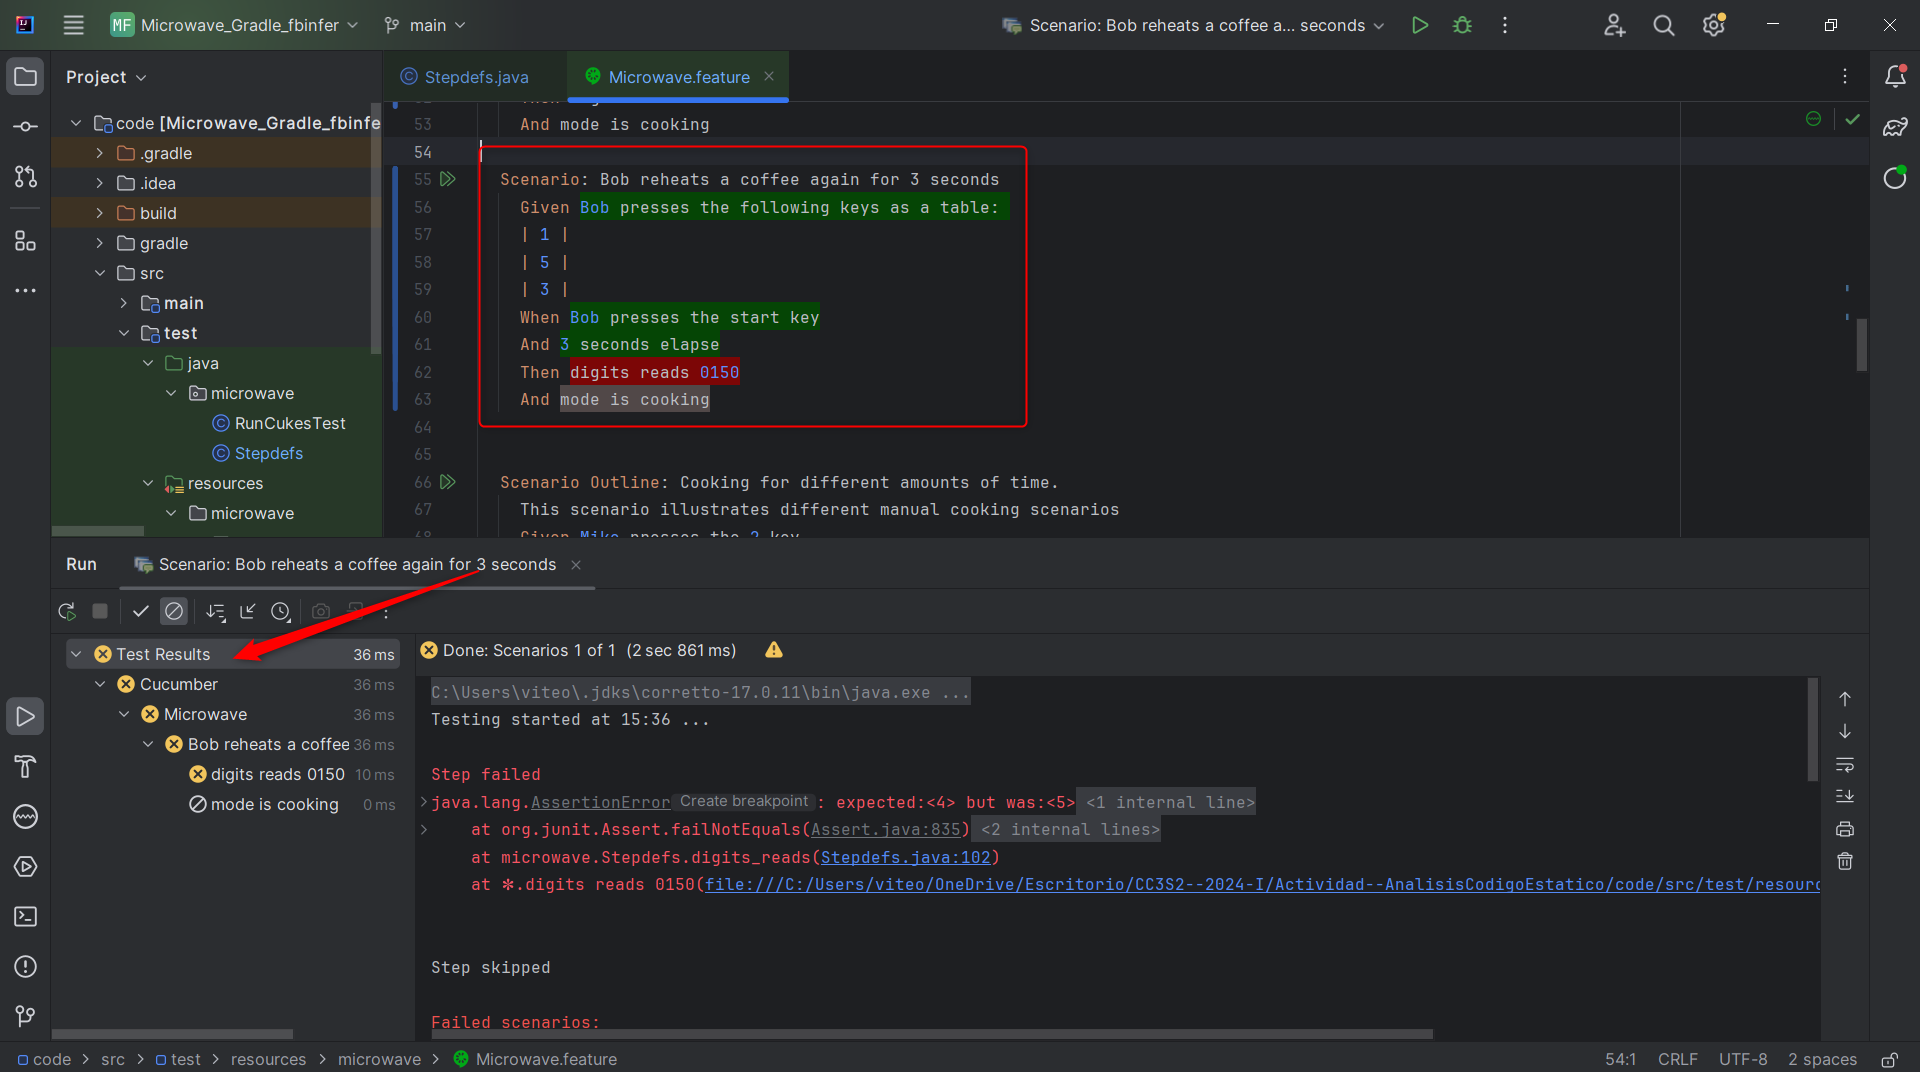 MF Microwave_Gradle_fbinfer main Scenario: Bob reheats a coffee a... seconds
Project Stepdefs.java Microwave.feature
code [Microwave_Gradle_fbinfe
.gradle
.idea
build
gradle
src
main
test
java
microwave
RunCukesTest
Stepdefs
resources
microwave
53 And mode is cooking
54
55 Scenario: Bob reheats a coffee again for 3 seconds
56 Given Bob presses the following keys as a table:
57 | 1 |
58 | 5 |
59 | 3 |
60 When Bob presses the start key
61 And 3 seconds elapse
62 Then digits reads 0150
63 And mode is cooking
64
65
66 Scenario Outline: Cooking for different amounts of time.
67 This scenario illustrates different manual cooking scenarios
68 Given Mike presses the 2 key
Run Scenario: Bob reheats a coffee again for 3 seconds
Test Results 36 ms
Cucumber 36 ms
Microwave 36 ms
Bob reheats a coffee 36 ms
digits reads 0150 10 ms
mode is cooking 0 ms
Done: Scenarios 1 of 1 (2 sec 861 ms)
C:\Users\viteo\.jdks\corretto-17.0.11\bin\java.exe ...
Testing started at 15:36 ...
Step failed
java.lang.AssertionError Create breakpoint : expected:<4> but was:<5> <1 internal line>
at org.junit.Assert.failNotEquals(Assert.java:835) <2 internal lines>
at microwave.Stepdefs.digits_reads(Stepdefs.java:102)
at ✽.digits reads 0150(file:///C:/Users/viteo/OneDrive/Escritorio/CC3S2--2024-I/Actividad--AnalisisCodigoEstatico/code/src/test/resourc
Step skipped
Failed scenarios:
code > src > test > resources > microwave > Microwave.feature 54:1 CRLF UTF-8 2 spaces